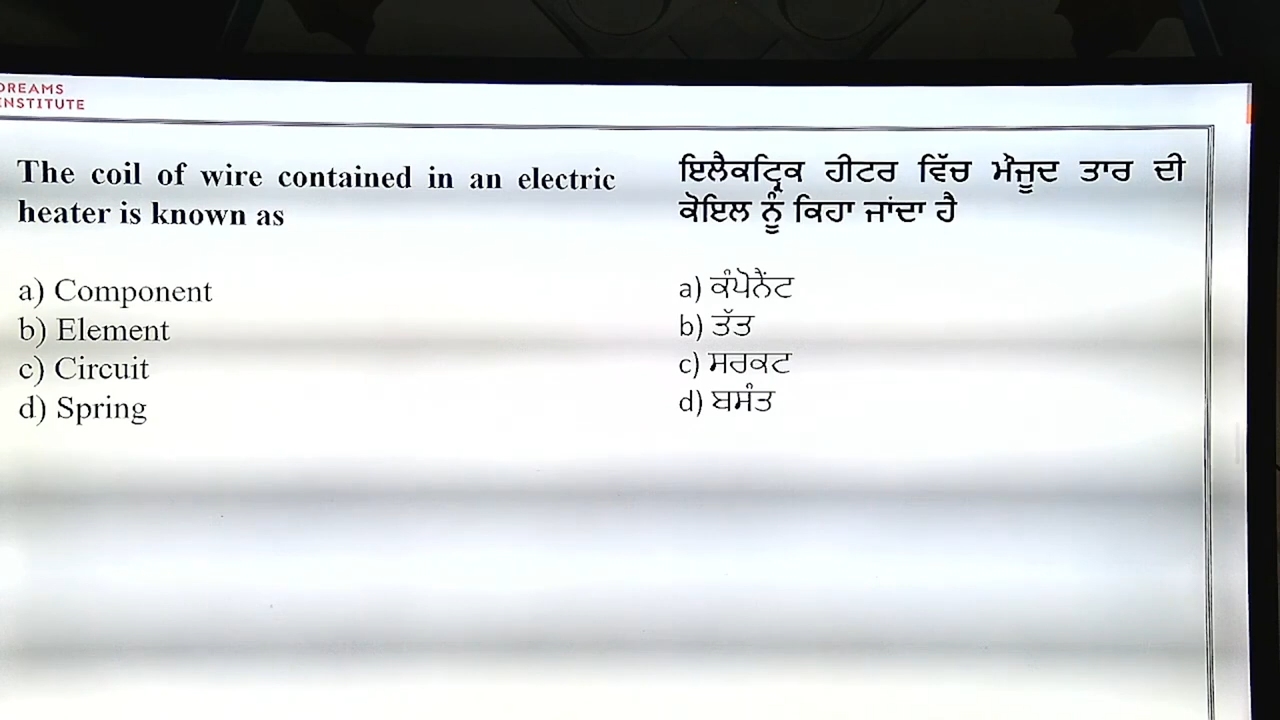 DREAMS
INSTITUTE
The coil of wire contained in an electric
heater is known as
a) Component
b) Element
c) Circuit
d) Spring
ਇਲੈਕਟ੍ਰਿਕ ਹੀਟਰ ਵਿੱਚ ਮੌਜੂਦ ਤਾਰ ਦੀ
ਕੋਇਲ ਨੂੰ ਕਿਹਾ ਜਾਂਦਾ ਹੈ
a) ਕੰਪੋਨੈਂਟ
b) ਤੱਤ
c) ਸਰਕਟ
d) ਬਸੰਤ